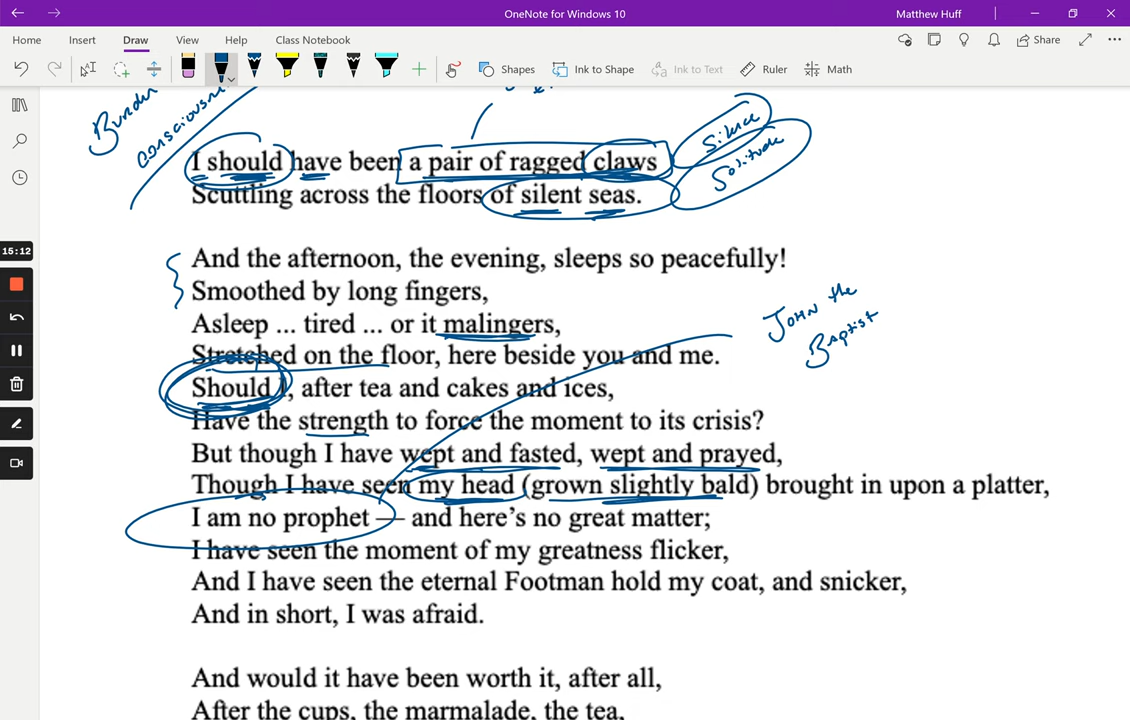 OneNote for Windows 10
Matthew Huff
Home Insert Draw View Help Class Notebook
Share
Shapes Ink to Shape Ink to Text Ruler Math
15:12
consciousne
Silence
Solitude
I should have been a pair of ragged claws
Scuttling across the floors of silent seas.
And the afternoon, the evening, sleeps so peacefully!
Smoothed by long fingers,
Asleep ... tired ... or it malingers,
Stretched on the floor, here beside you and me.
John the
Baptist
Should I, after tea and cakes and ices,
Have the strength to force the moment to its crisis?
But though I have wept and fasted, wept and prayed,
Though I have seen my head (grown slightly bald) brought in upon a platter,
I am no prophet — and here's no great matter;
I have seen the moment of my greatness flicker,
And I have seen the eternal Footman hold my coat, and snicker,
And in short, I was afraid.
And would it have been worth it, after all,
After the cups, the marmalade, the tea,